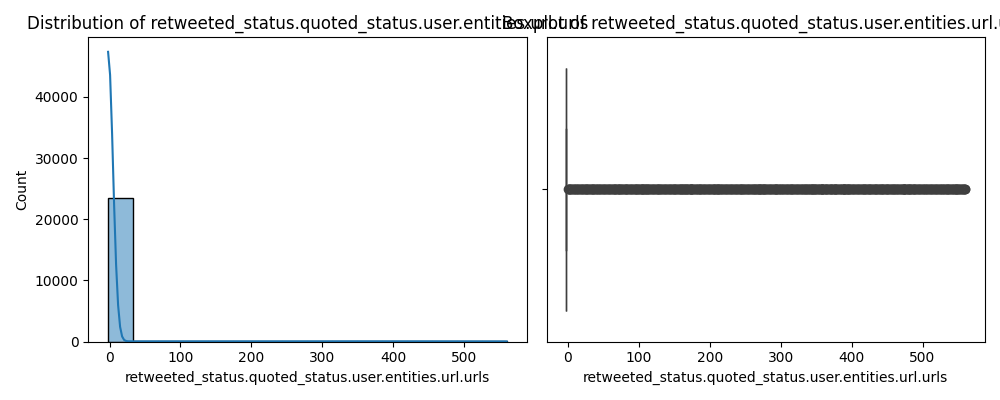 Distribution of retweeted_status.quoted_status.user.entities.url.urls
Boxplot of retweeted_status.quoted_status.user.entities.url.u
40000
30000
20000
10000
0
Count
0 100 200 300 400 500
retweeted_status.quoted_status.user.entities.url.urls
0 100 200 300 400 500
retweeted_status.quoted_status.user.entities.url.urls